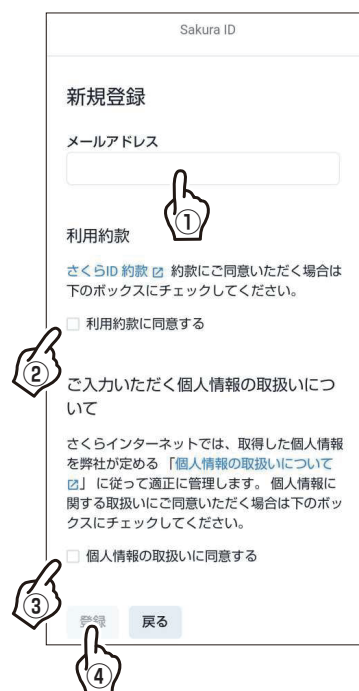 Sakura ID
新規登録
メールアドレス
①
利用約款
さくらID 約款 約款にご同意いただく場合は
下のボックスにチェックしてください。
利用約款に同意する
②
ご入力いただく個人情報の取扱いにつ
いて
さくらインターネットでは、取得した個人情報
を弊社が定める 「個人情報の取扱いについて
」 に従って適正に管理します。 個人情報に
関する取扱いにご同意いただく場合は下のボッ
クスにチェックしてください。
個人情報の取扱いに同意する
③
登録 戻る
④